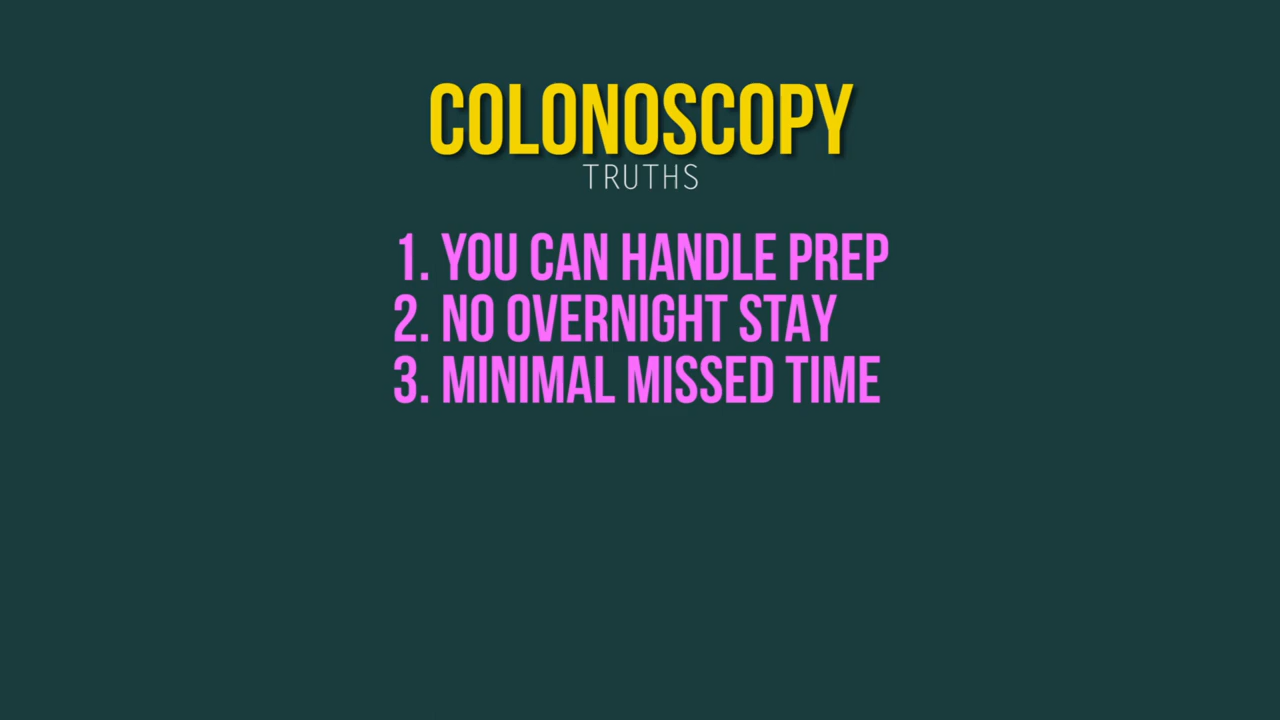 COLONOSCOPY
TRUTHS
1. YOU CAN HANDLE PREP
2. NO OVERNIGHT STAY
3. MINIMAL MISSED TIME